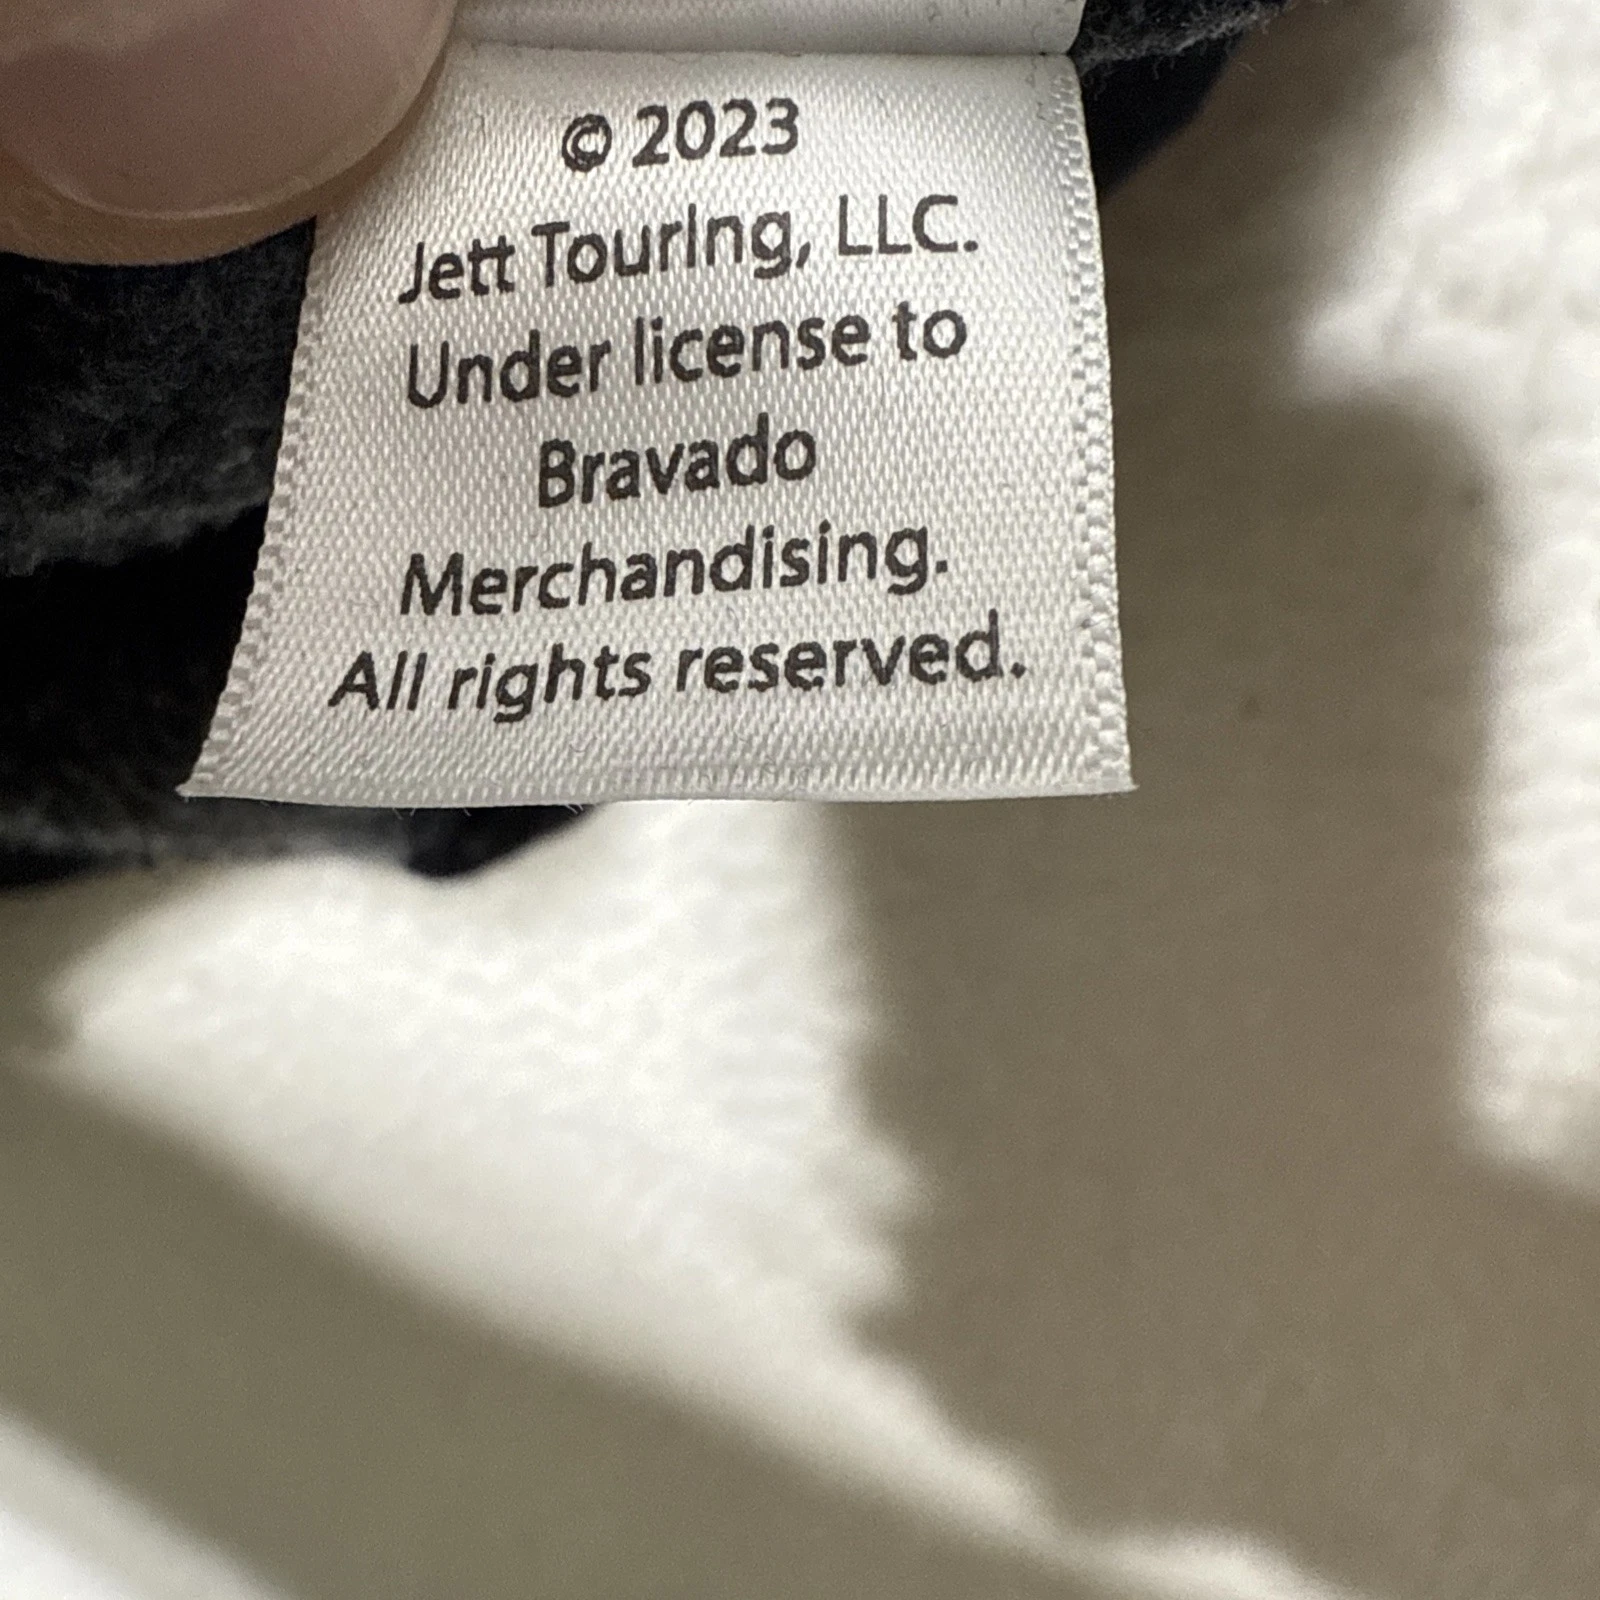 © 2023
Jett TourIng, LLC.
Under license to
Bravado
Merchandising.
All rights reserved.